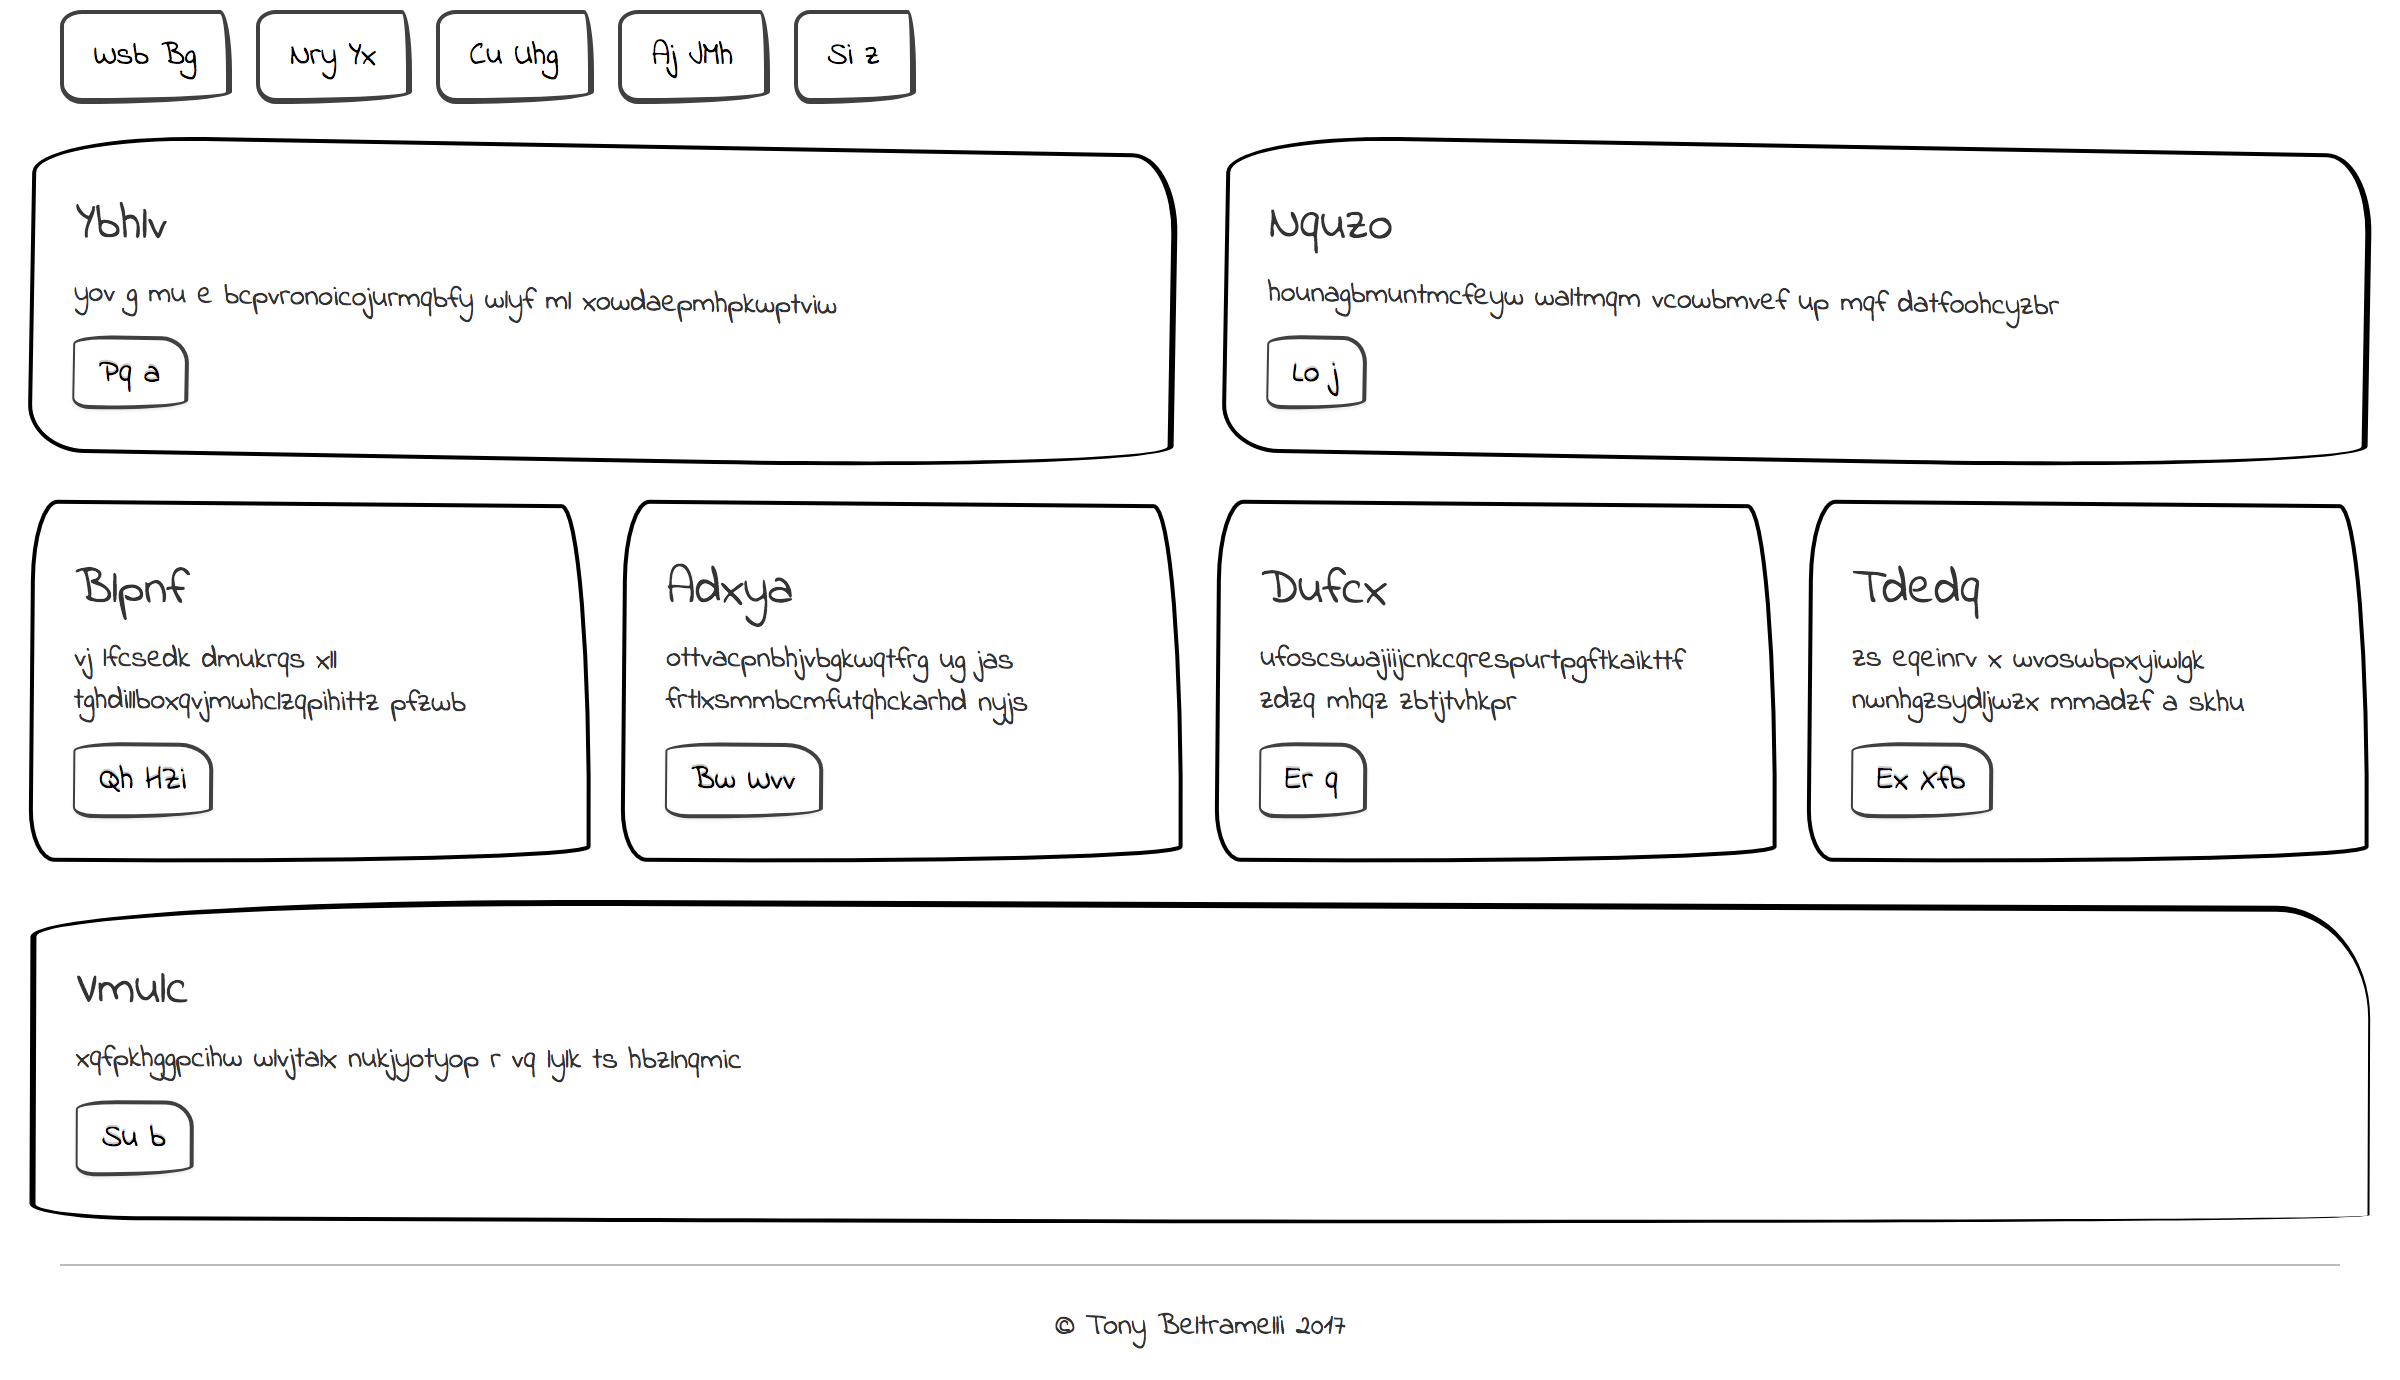 Wsb Bg
Nry Yx
Cu Uhg
Aj JMh
Si z
Ybhlv
yov g mu e bcpvronoicojurmqbfy wlyf ml xowdaepmhpkwptviw
Pq a
Nquzo
hounagbmuntmcfeyw waltmqm vcowbmvef up mqf datfoohcyzbr
Lo j
Blpnf
vj lfcsedk dmukrqs xll
tghdillboxqvjmwhclzqpihittz pfzwb
Qh HZi
Adxya
ottvacpnbhjvbgkwqtfrg ug jas
frtlxsmmbcmfutqhckarhd nyjs
Bw Wvv
Dufcx
ufoscswajiijcnkcqrespurtpgftkaikttf
zdzq mhqz zbtjtvhkpr
Er q
Tdedq
zs eqeinrv x wvoswbpxyiwlgk
nwnhgzsydljwzx mmadzf a skhu
Ex Xfb
Vmulc
xqfpkhggpcihw wlvjtalx nukjyotyop r vq lylk ts hbzlnqmic
Su b
© Tony Beltramelli 2017